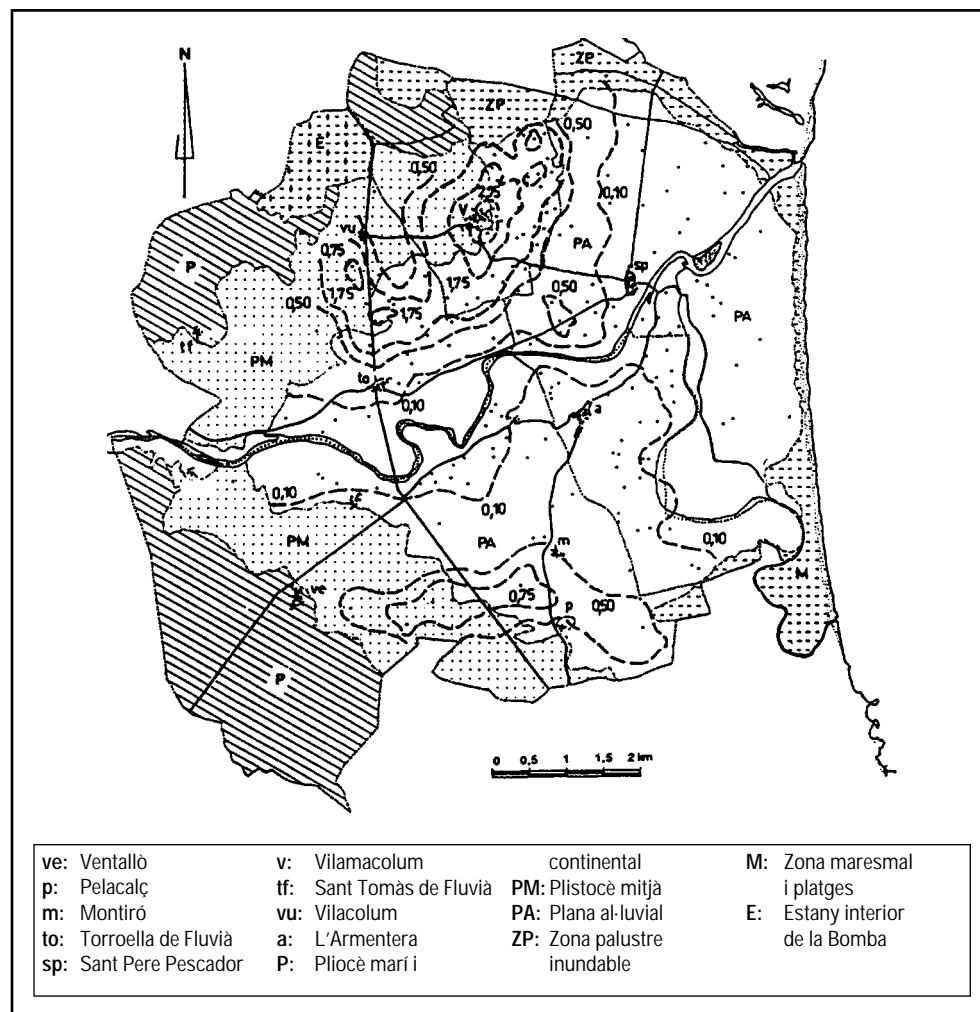 N
ZP
ZP
0,50
E
0,50
2,75
0,10
V
vu
PA
sp
0,75
P
0,50
1,75
1,75
0,50
1,75
PA
tf
PM
to
0,10
a
0,10
0,10
PM
PA
m
0,10
M
ve
0,75
0,50
p
P
0 0,5 1 1,5 2 km
ve: Ventallò
p: Pelacalç
m: Montiró
to: Torroella de Fluvià
sp: Sant Pere Pescador
v: Vilamacolum
tf: Sant Tomàs de Fluvià
vu: Vilacolum
a: L'Armentera
P: Pliocè marí i
continental
PM: Plistocè mitjà
PA: Plana al·luvial
ZP: Zona palustre
inundable
M: Zona maresmal
i platges
E: Estany interior
de la Bomba